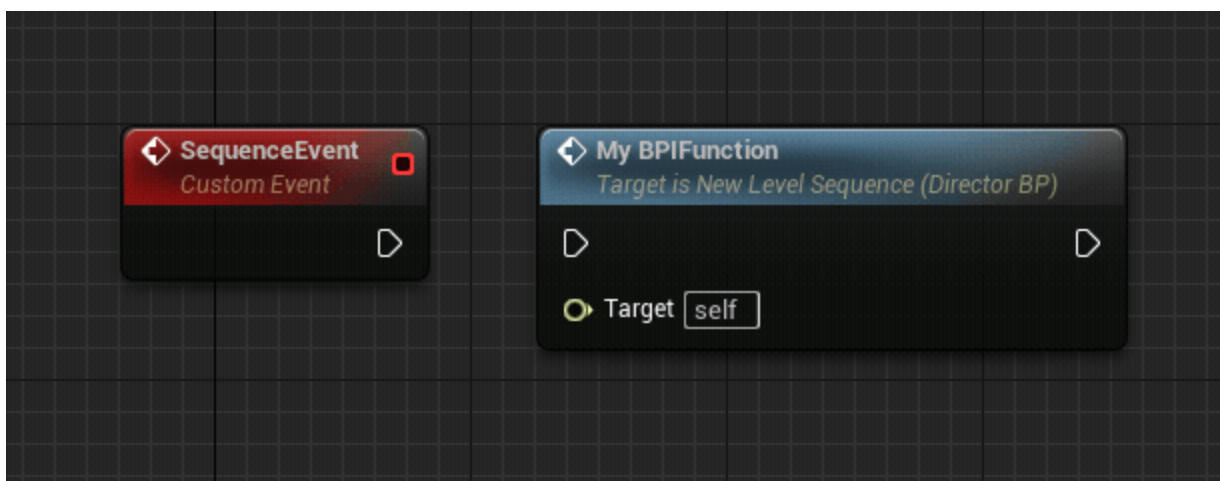 SequenceEvent
Custom Event
My BPIFunction
Target is New Level Sequence (Director BP)
Target self